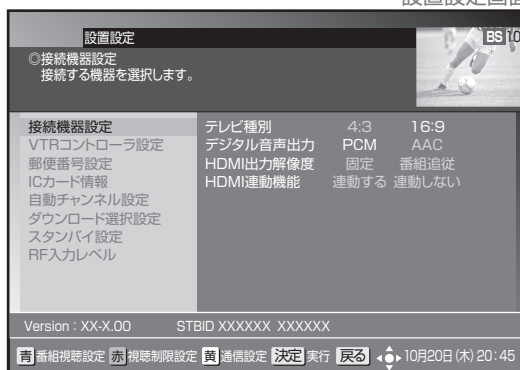 設置設定画面
設置設定
BS 10
◎接続機器設定
接続する機器を選択します。
接続機器設定
VTRコントローラ設定
郵便番号設定
ICカード情報
自動チャンネル設定
ダウンロード選択設定
スタンバイ設定
RF入力レベル
テレビ種別 4:3 16:9
デジタル音声出力 PCM AAC
HDMI出力解像度 固定 番組追従
HDMI連動機能 連動する 連動しない
Version : XX-X.00 STBID XXXXXX XXXXXX
青 番組視聴設定 赤 視聴制限設定 黄 通信設定 決定 実行 戻る 10月20日(木) 20:45